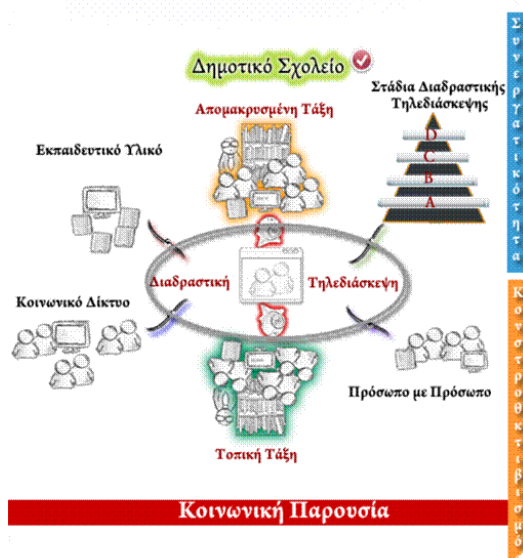 Δημοτικό Σχολείο
Στάδια Διαδραστικής
Τηλεδιάσκεψης
Απομακρυσμένη Τάξη
Εκπαιδευτικό Υλικό
D
C
B
A
Διαδραστική Τηλεδιάσκεψη
Κοινωνικό Δίκτυο
Πρόσωπο με Πρόσωπο
Τοπική Τάξη
Κοινωνική Παρουσία
Συνεργατικότητα
Κονστροθκτιβισμό